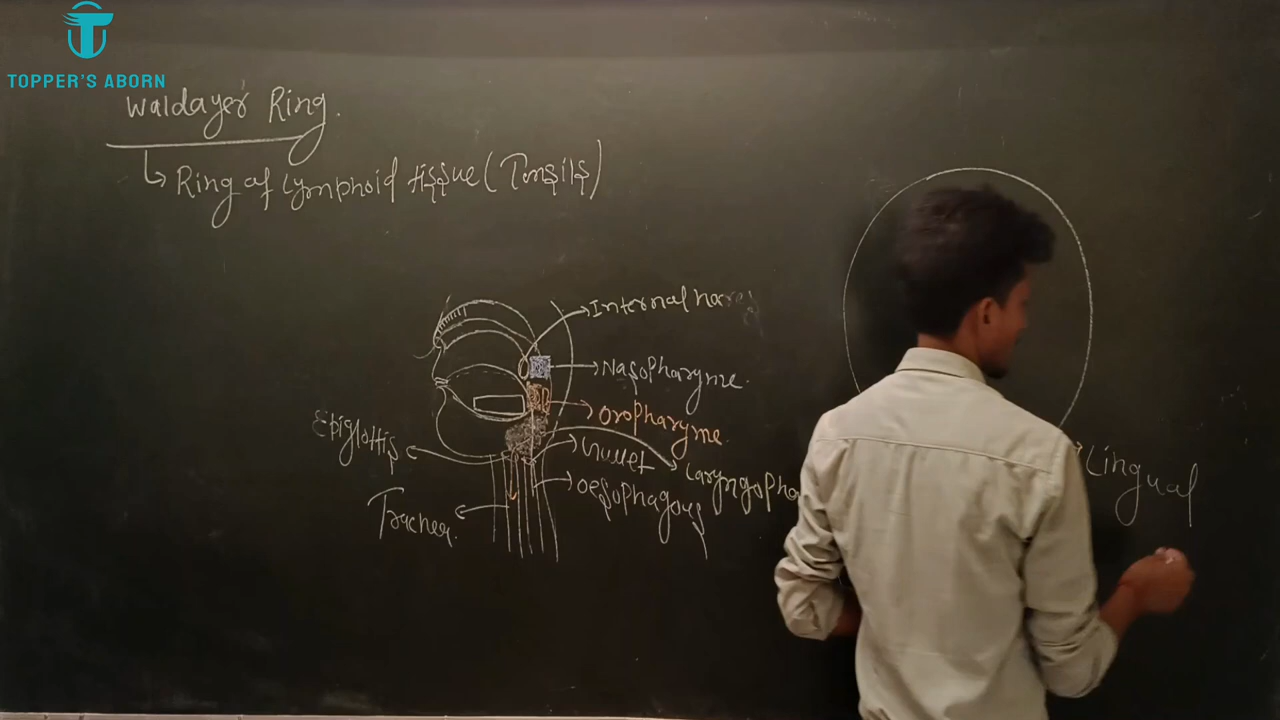 TOPPER'S ABORN
Waldayer's Ring.
Ring of Lymphoid tissue (Tonsils)
Internal nares
Nasopharynx.
Oropharynx.
Epiglottis
Gullet
Laryngopha
Oesophagous
Trachea.
Lingual